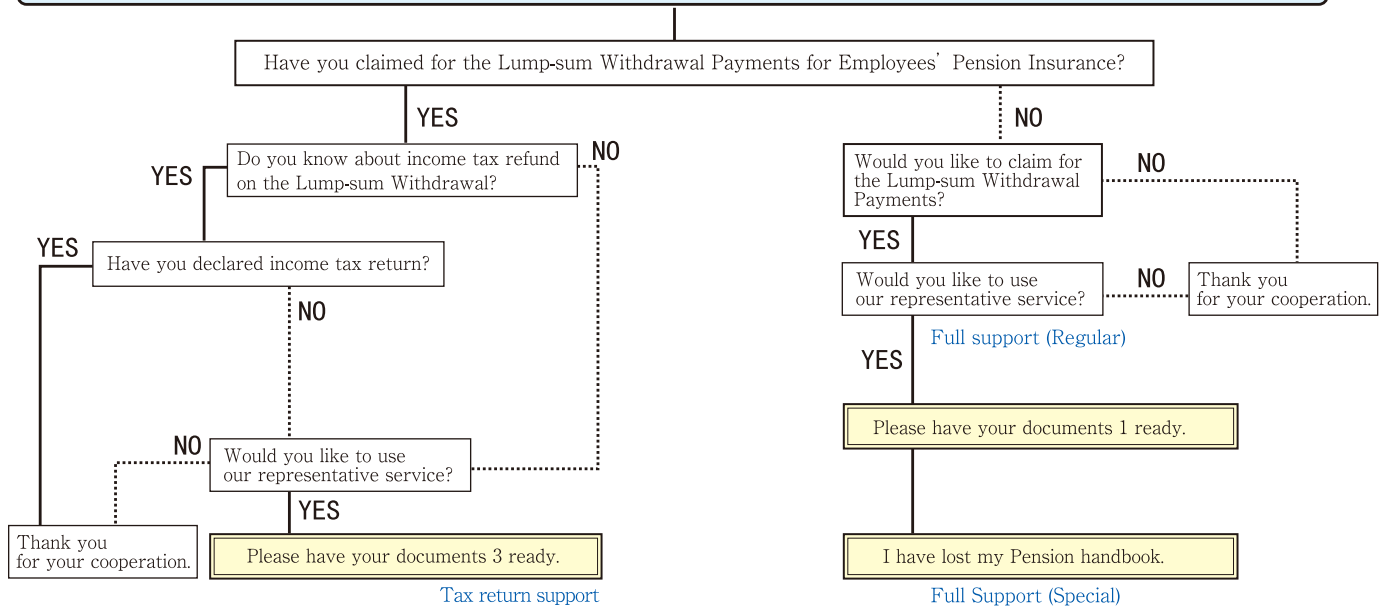 Have you claimed for the Lump-sum Withdrawal Payments for Employees' Pension Insurance?
YES
NO
Do you know about income tax refund
on the Lump-sum Withdrawal?
NO
YES
Would you like to claim for
the Lump-sum Withdrawal
Payments?
NO
YES
YES
Have you declared income tax return?
NO
Would you like to use
our representative service?
NO
Thank you
for your cooperation.
Full support (Regular)
YES
Please have your documents 1 ready.
NO
Would you like to use
our representative service?
YES
Thank you
for your cooperation.
Please have your documents 3 ready.
Tax return support
I have lost my Pension handbook.
Full Support (Special)